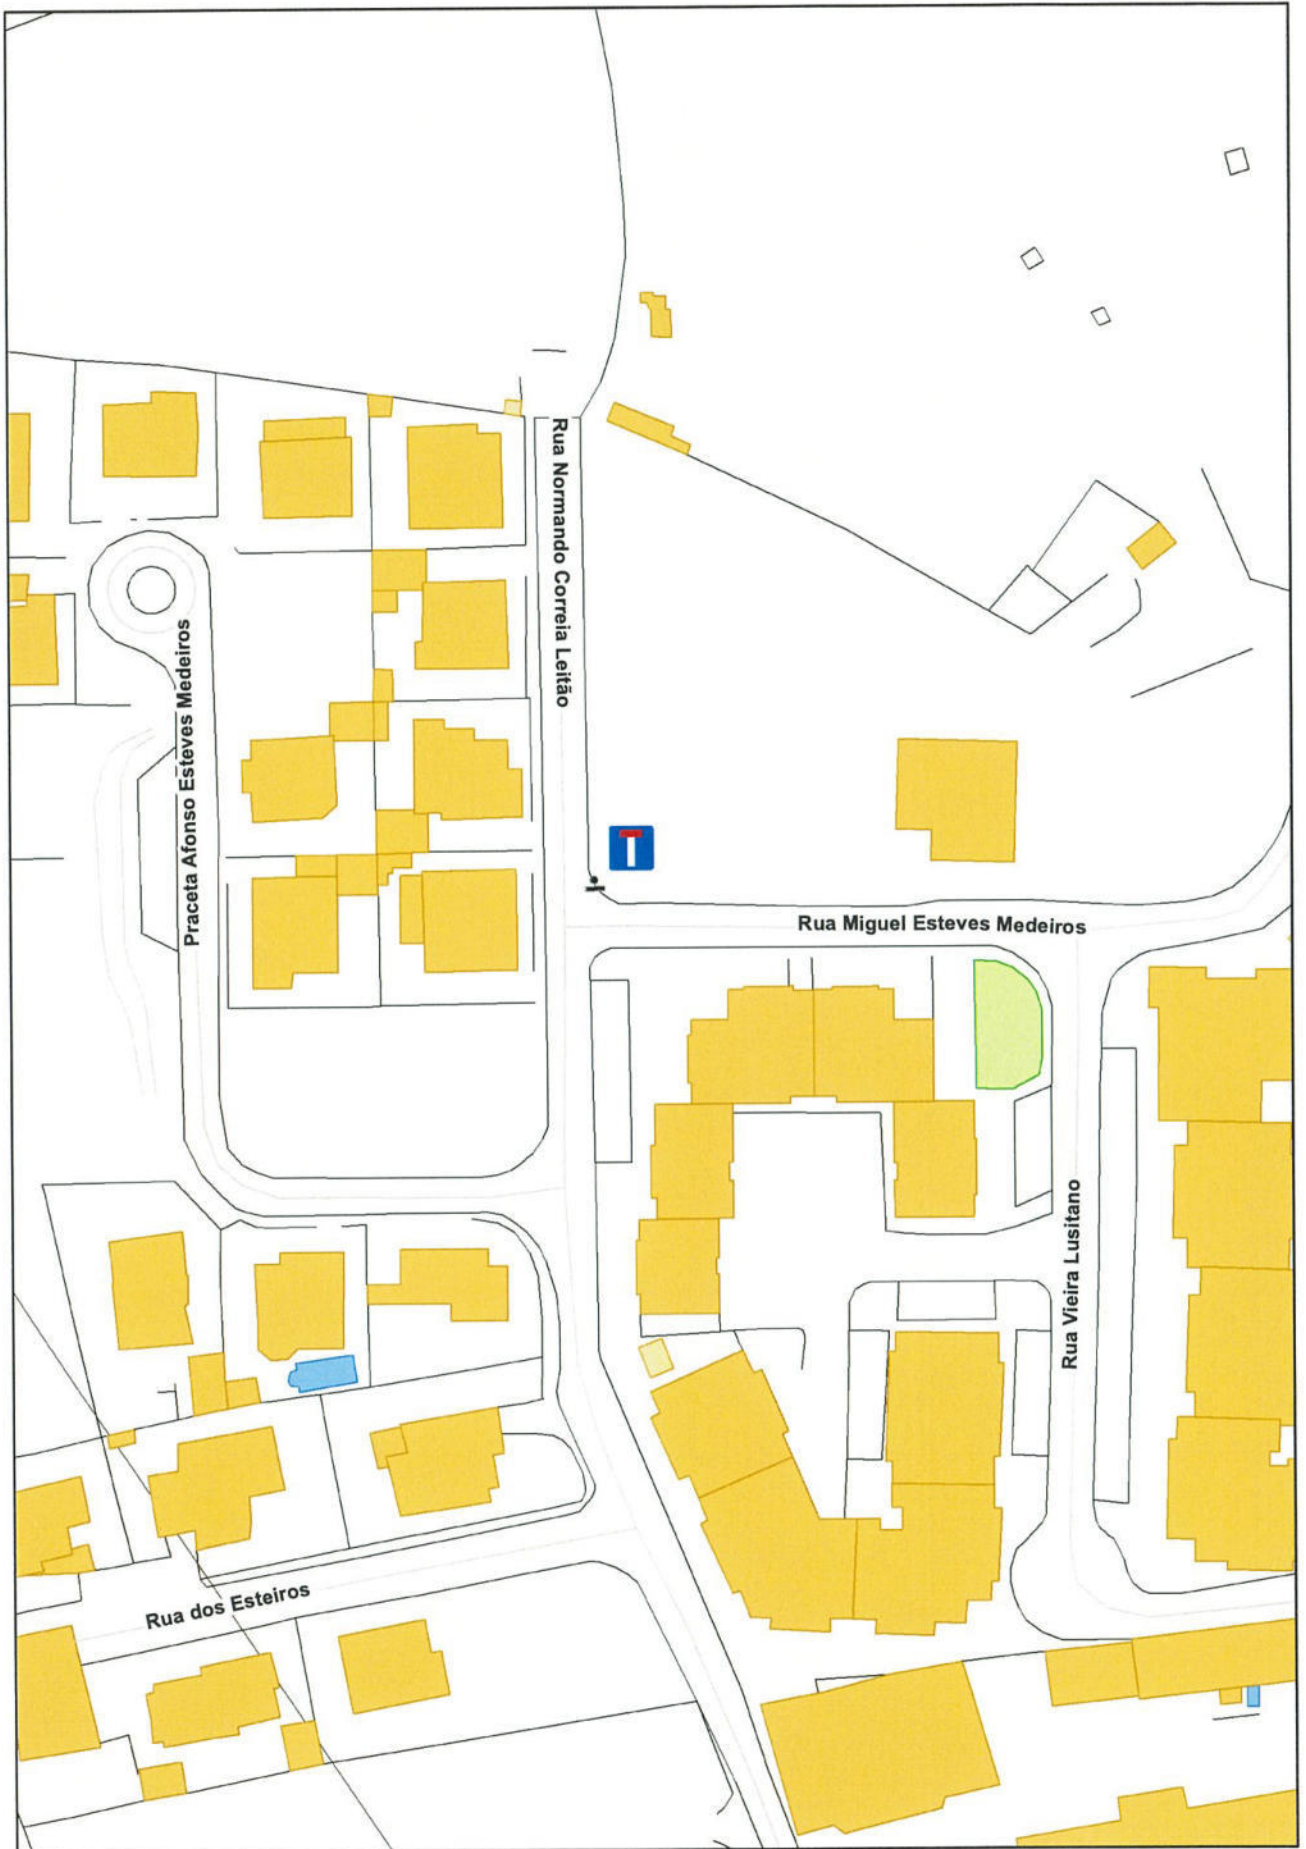 Rua Normando Correia Leitão
Praceta Afonso Esteves Medeiros
Rua Miguel Esteves Medeiros
Rua Vieira Lusitano
Rua dos Esteiros